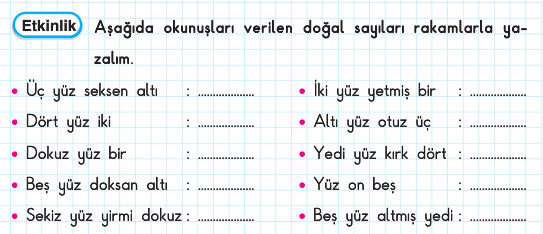 Etkinlik Aşağıda okunuşları verilen doğal sayıları rakamlarla ya-
zalım.
• Üç yüz seksen altı : ...................
• Dört yüz iki : ...................
• Dokuz yüz bir : ...................
• Beş yüz doksan altı : ...................
• Sekiz yüz yirmi dokuz : ...................
• İki yüz yetmiş bir : ...................
• Altı yüz otuz üç : ...................
• Yedi yüz kırk dört : ...................
• Yüz on beş : ...................
• Beş yüz altmış yedi : ...................